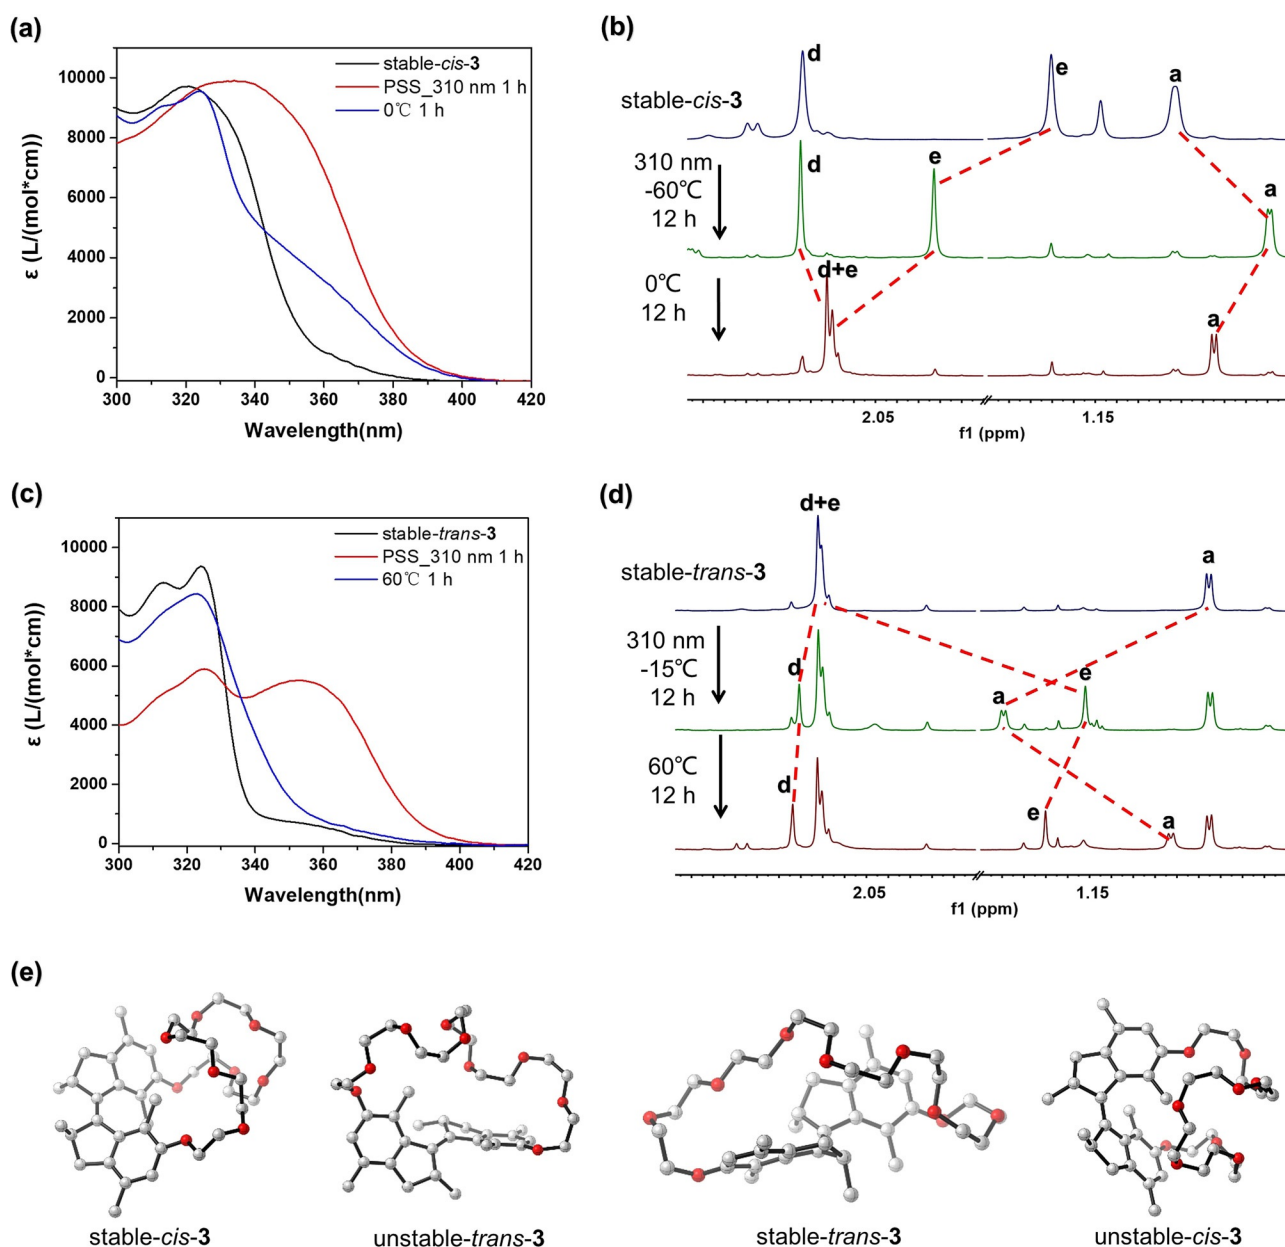 (a)
ε (L/(mol*cm))
10000
8000
6000
4000
2000
0
stable-cis-3
PSS_310 nm 1 h
0℃ 1 h
300 320 340 360 380 400 420
Wavelength(nm)
(b)
stable-cis-3
d e a
310 nm
-60℃
12 h
d e a
0℃
12 h
d+e a
2.05 1.15
f1 (ppm)
(c)
ε (L/(mol*cm))
10000
8000
6000
4000
2000
0
stable-trans-3
PSS_310 nm 1 h
60℃ 1 h
300 320 340 360 380 400 420
Wavelength(nm)
(d)
stable-trans-3
d+e a
310 nm
-15℃
12 h
d a e
60℃
12 h
d e a
2.05 1.15
f1 (ppm)
(e)
stable-cis-3 unstable-trans-3 stable-trans-3 unstable-cis-3